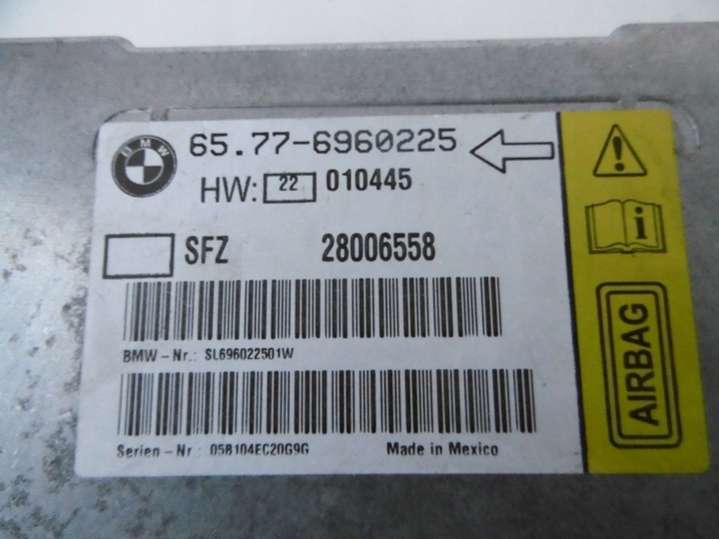 BMW
65.77-6960225
HW: 22 010445
SFZ 28006558
BMW-Nr.: SL696022501W
Serien-Nr: 058104EC20G9G
Made in Mexico
AIRBAG